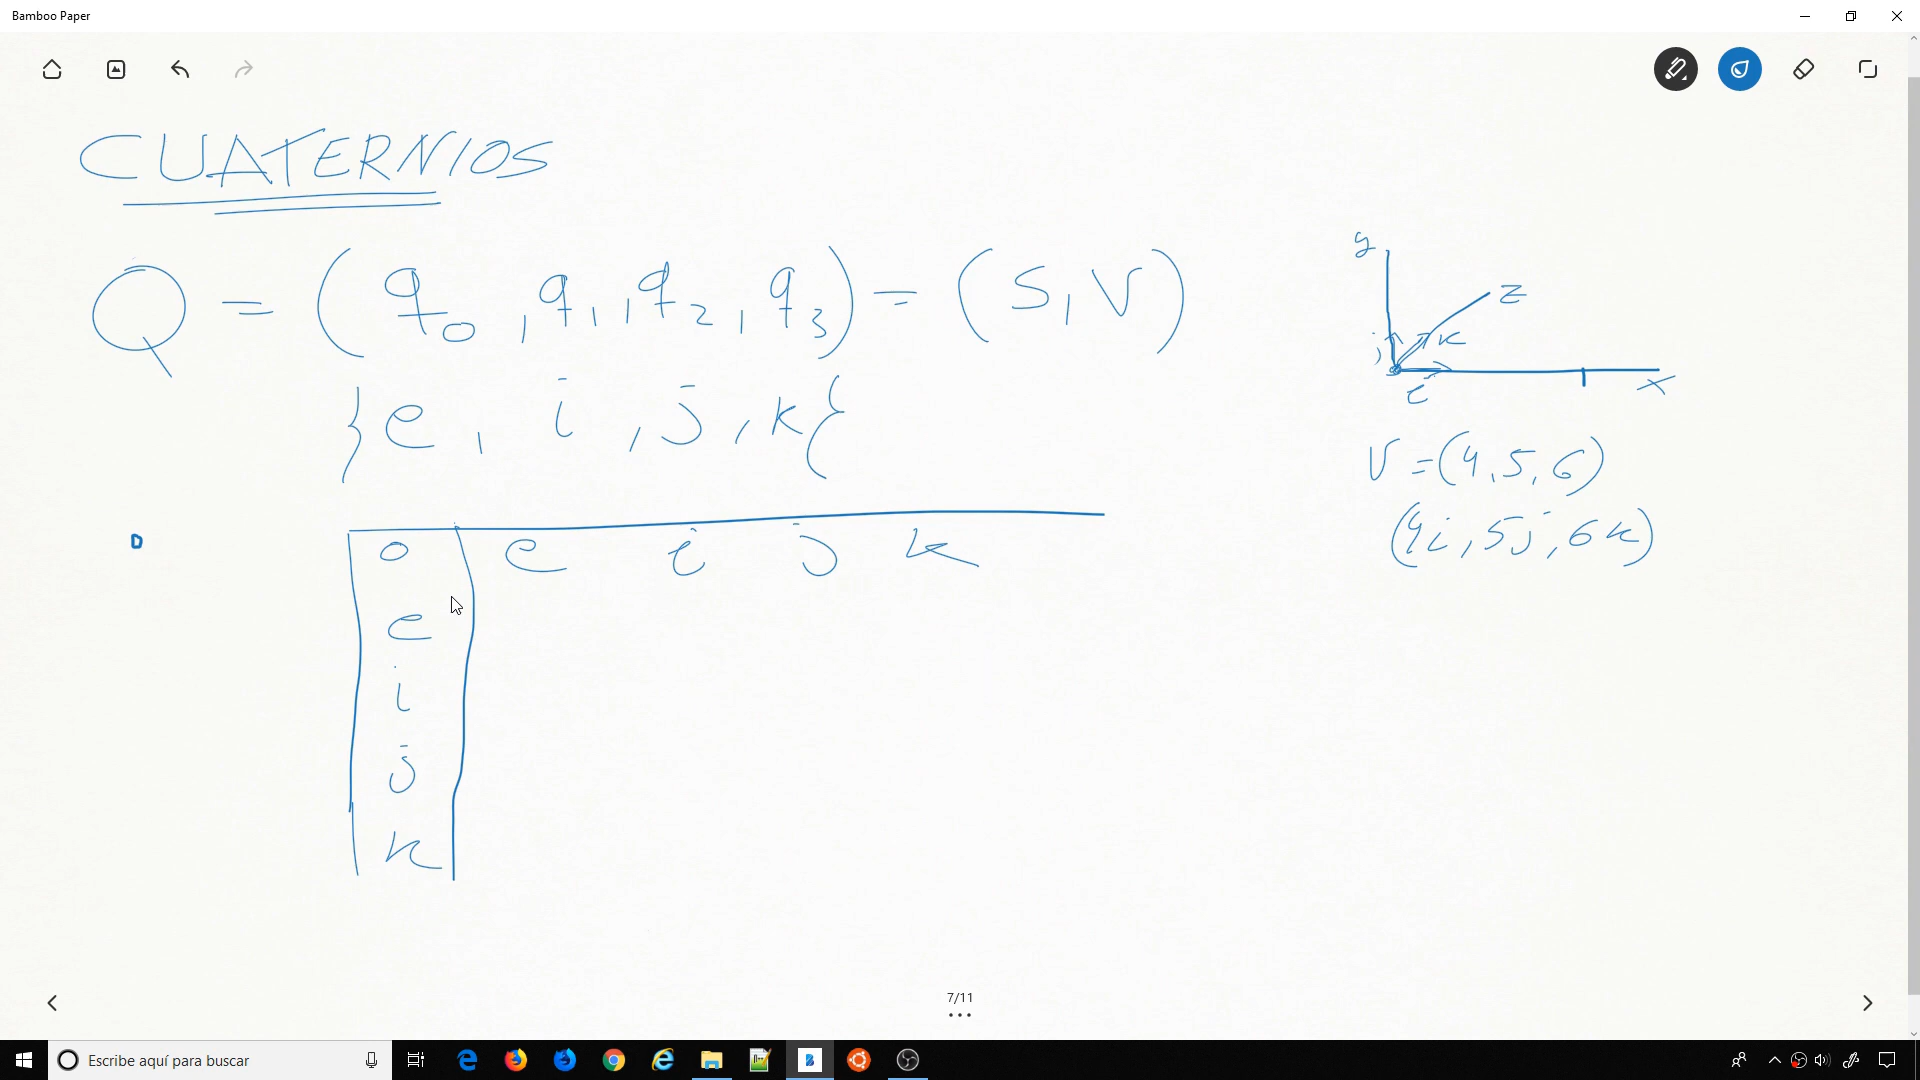 Bamboo Paper
CUATERNIOS
Q = (q0, q1, q2, q3) = (S, V)
}e, i, j, k{
o e i j k
e
i
j
k
y
z
j k
i
x
V = (4, 5, 6)
(4i, 5j, 6k)
7/11
Escribe aquí para buscar